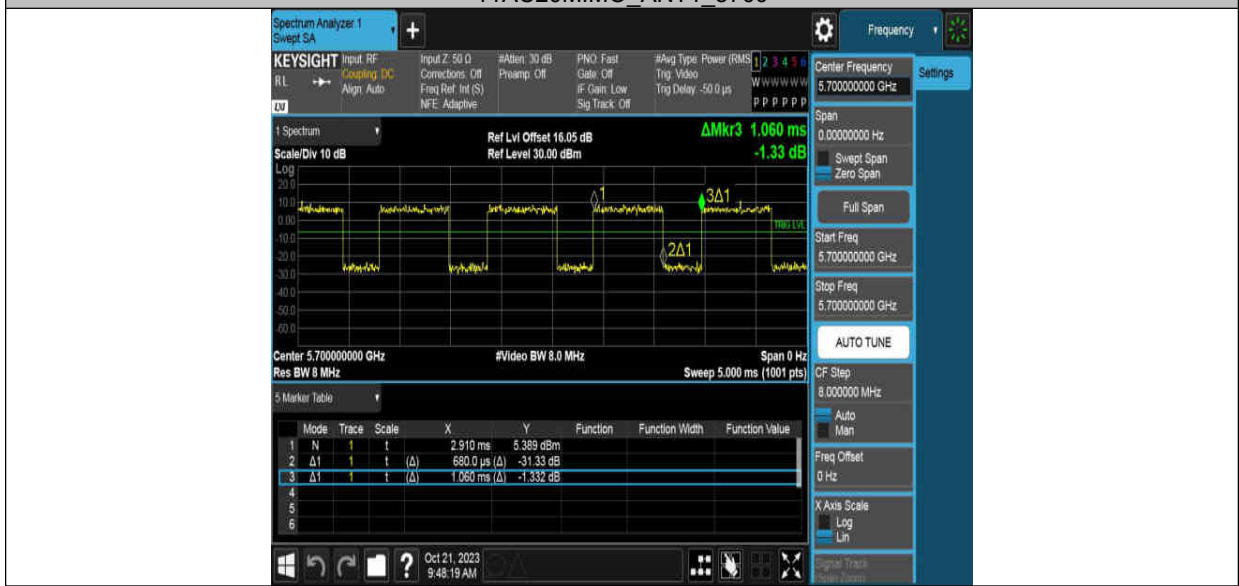 Spectrum Analyzer 1
Swept SA
+
Frequency
KEYSIGHT
RL
Input: RF
Coupling: DC
Align: Auto
Input Z: 50 Ω
Corrections: Off
Freq Ref: Int (S)
NFE: Adaptive
#Atten: 30 dB
Preamp: Off
PNO: Fast
Gate: Off
IF Gain: Low
Sig Track: Off
#Avg Type: Power (RMS
Trig: Video
Trig Delay: -50.0 µs
1 2 3 4 5 6
W W W W W W
P P P P P P
Center Frequency
5.700000000 GHz
Settings
1 Spectrum
Scale/Div 10 dB
Ref Lvl Offset 16.05 dB
Ref Level 30.00 dBm
ΔMkr3 1.060 ms
-1.33 dB
Log
20.0
10.0
0.00
-10.0
-20.0
-30.0
-40.0
-50.0
-60.0
1
3Δ1
2Δ1
TRIG LVL
Center 5.700000000 GHz
Res BW 8 MHz
#Video BW 8.0 MHz
Span 0 Hz
Sweep 5.000 ms (1001 pts)
Span
0.00000000 Hz
Swept Span
Zero Span
Full Span
Start Freq
5.700000000 GHz
Stop Freq
5.700000000 GHz
AUTO TUNE
CF Step
8.000000 MHz
Auto
Man
Freq Offset
0 Hz
X Axis Scale
Log
Lin
Signal Track
(Span Zoom)
5 Marker Table
Mode Trace Scale X Y Function Function Width Function Value
1 N 1 t 2.910 ms 5.389 dBm
2 Δ1 1 t (Δ) 680.0 µs (Δ) -31.33 dB
3 Δ1 1 t (Δ) 1.060 ms (Δ) -1.332 dB
4
5
6
?
Oct 21, 2023
9:48:19 AM